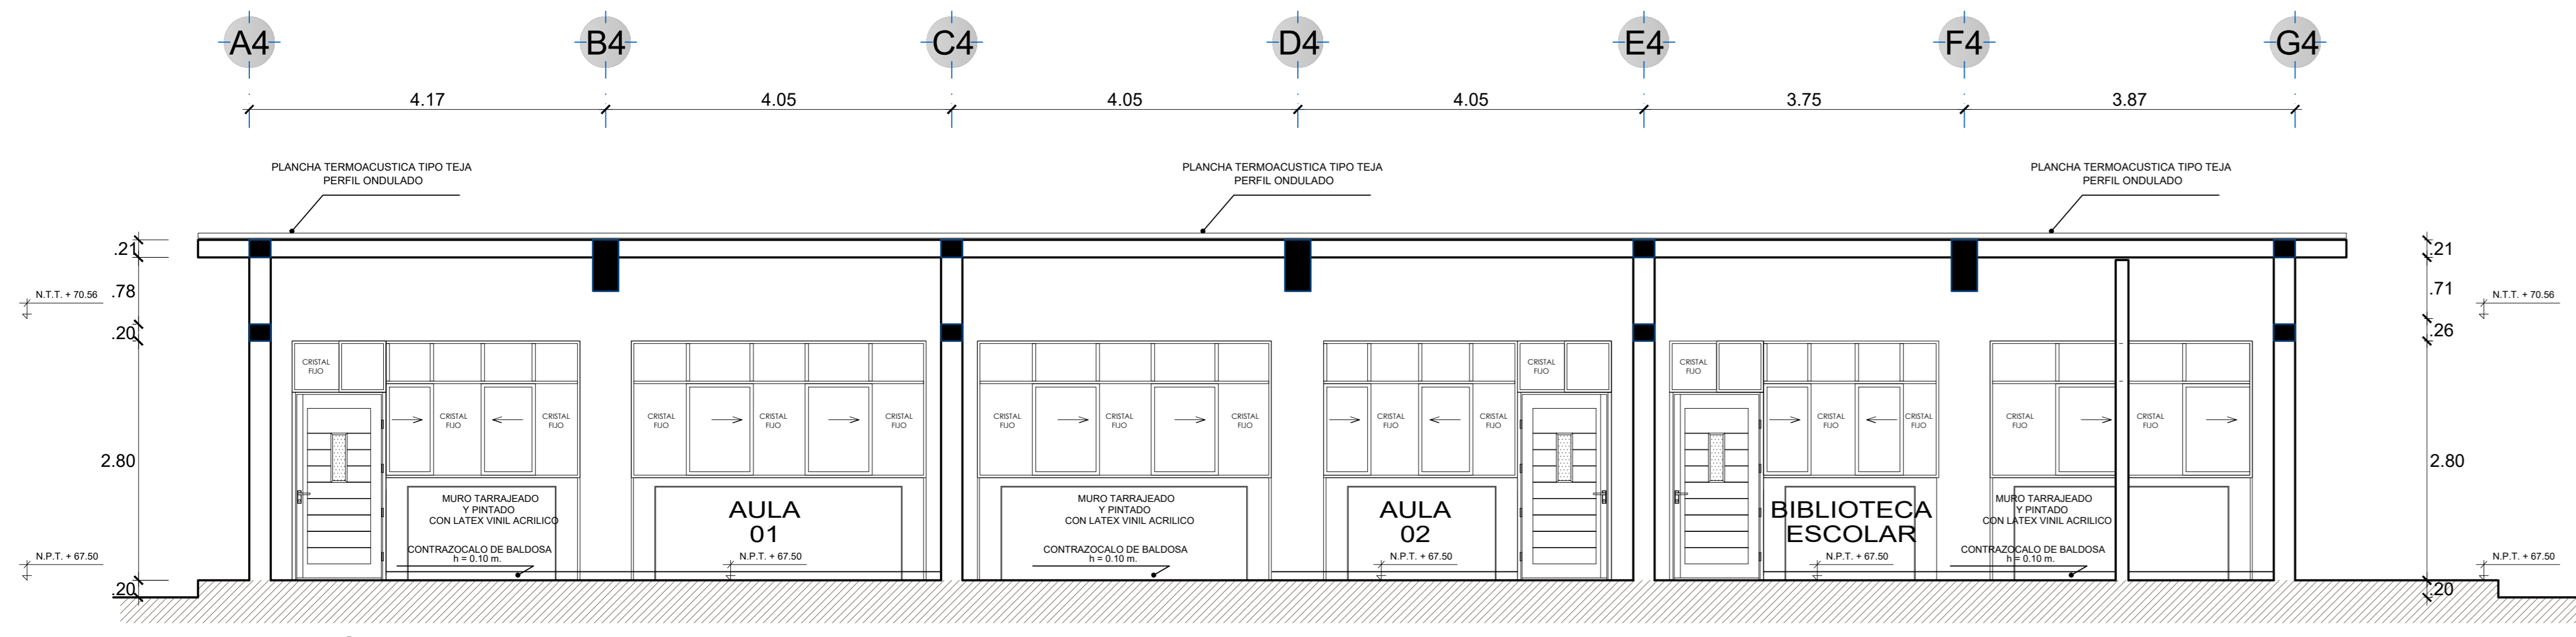 A4 B4 C4 D4 E4 F4 G4
4.17 4.05 4.05 4.05 3.75 3.87
PLANCHA TERMOACUSTICA TIPO TEJA
PERFIL ONDULADO
PLANCHA TERMOACUSTICA TIPO TEJA
PERFIL ONDULADO
PLANCHA TERMOACUSTICA TIPO TEJA
PERFIL ONDULADO
.21
.78
.20
2.80
.20
N.T.T. + 70.56
N.P.T. + 67.50
CRISTAL
FIJO
CRISTAL
FIJO
CRISTAL
FIJO
MURO TARRAJEADO
Y PINTADO
CON LATEX VINIL ACRILICO
CONTRAZOCALO DE BALDOSA
h = 0.10 m.
CRISTAL
FIJO
CRISTAL
FIJO
CRISTAL
FIJO
AULA
01
N.P.T. + 67.50
CRISTAL
FIJO
CRISTAL
FIJO
CRISTAL
FIJO
MURO TARRAJEADO
Y PINTADO
CON LATEX VINIL ACRILICO
CONTRAZOCALO DE BALDOSA
h = 0.10 m.
CRISTAL
FIJO
CRISTAL
FIJO
CRISTAL
FIJO
AULA
02
N.P.T. + 67.50
CRISTAL
FIJO
CRISTAL
FIJO
CRISTAL
FIJO
BIBLIOTECA
ESCOLAR
N.P.T. + 67.50
CRISTAL
FIJO
CRISTAL
FIJO
MURO TARRAJEADO
Y PINTADO
CON LATEX VINIL ACRILICO
CONTRAZOCALO DE BALDOSA
h = 0.10 m.
.21
.71
.26
2.80
.20
N.T.T. + 70.56
N.P.T. + 67.50